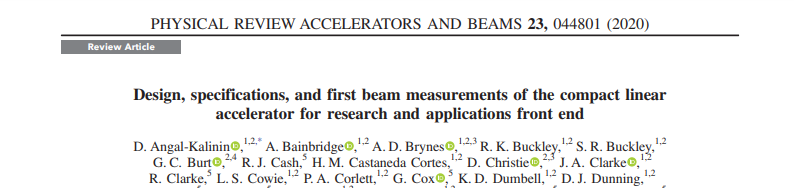 PHYSICAL REVIEW ACCELERATORS AND BEAMS 23, 044801 (2020)
Review Article
Design, specifications, and first beam measurements of the compact linear
accelerator for research and applications front end
D. Angal-Kalinin,1,2,* A. Bainbridge,1,2 A. D. Brynes,1,2,3 R. K. Buckley,1,2 S. R. Buckley,1,2
G. C. Burt,2,4 R. J. Cash,5 H. M. Castaneda Cortes,1,2 D. Christie,2,3 J. A. Clarke,1,2
R. Clarke,5 L. S. Cowie,1,2 P. A. Corlett,1,2 G. Cox,5 K. D. Dumbell,1,2 D. J. Dunning,1,2